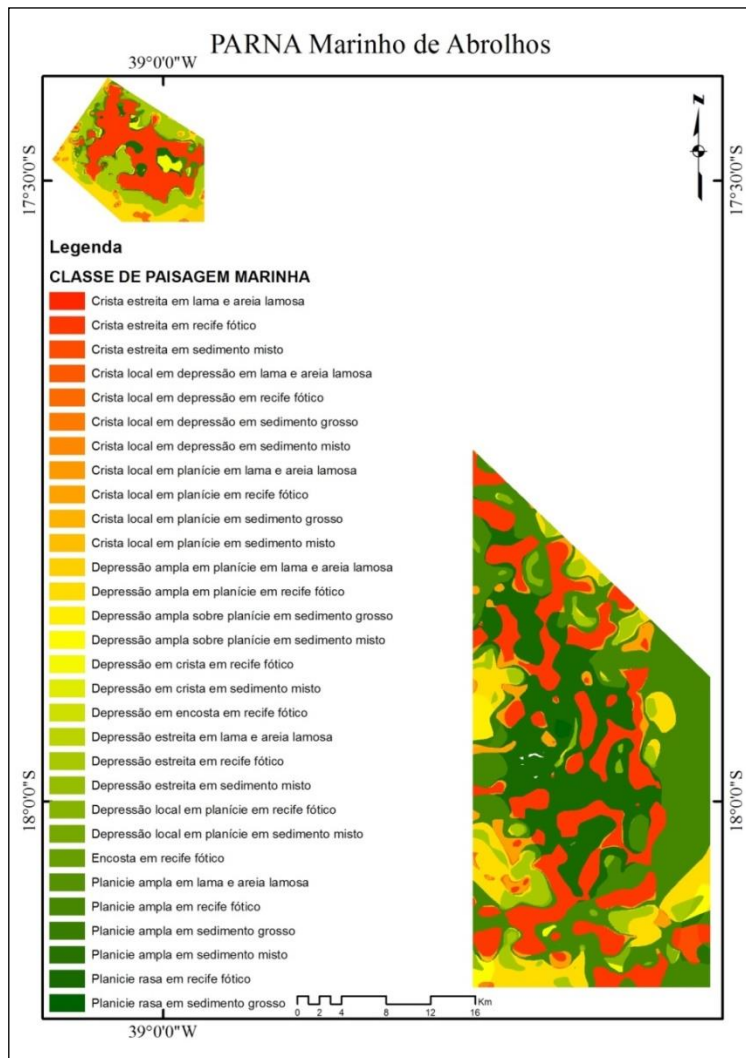 PARNA Marinho de Abrolhos
39°0'0"W
N
17°30'0"S
17°30'0"S
Legenda
CLASSE DE PAISAGEM MARINHA
Crista estreita em lama e areia lamosa
Crista estreita em recife fótico
Crista estreita em sedimento misto
Crista local em depressão em lama e areia lamosa
Crista local em depressão em recife fótico
Crista local em depressão em sedimento grosso
Crista local em depressão em sedimento misto
Crista local em planície em lama e areia lamosa
Crista local em planície em recife fótico
Crista local em planície em sedimento grosso
Crista local em planície em sedimento misto
Depressão ampla em planície em lama e areia lamosa
Depressão ampla em planície em recife fótico
Depressão ampla sobre planície em sedimento grosso
Depressão ampla sobre planície em sedimento misto
Depressão em crista em recife fótico
Depressão em crista em sedimento misto
Depressão em encosta em recife fótico
Depressão estreita em lama e areia lamosa
Depressão estreita em recife fótico
Depressão estreita em sedimento misto
Depressão local em planície em recife fótico
Depressão local em planície em sedimento misto
Encosta em recife fótico
Planicie ampla em lama e areia lamosa
Planicie ampla em recife fótico
Planicie ampla em sedimento grosso
Planicie ampla em sedimento misto
Planicie rasa em recife fótico
Planicie rasa em sedimento grosso
18°0'0"S
18°0'0"S
0 2 4 8 12 16
Km
39°0'0"W